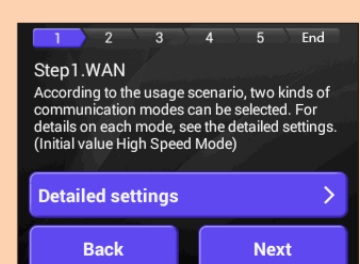 1 2 3 4 5 End
Step1.WAN
According to the usage scenario, two kinds of
communication modes can be selected. For
details on each mode, see the detailed settings.
(Initial value High Speed Mode)
Detailed settings
Back Next